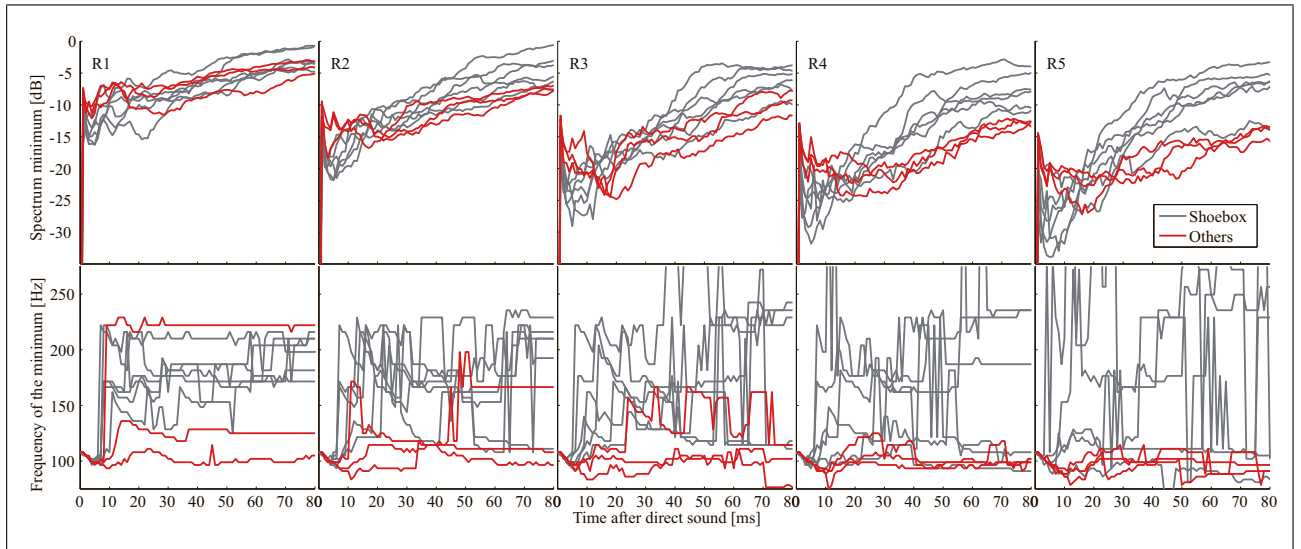 0
-5
-10
-15
-20
-25
-30
Spectrum minimum [dB]
R1
R2
R3
R4
R5
Shoebox
Others
250
200
150
100
Frequency of the minimum [Hz]
0 10 20 30 40 50 60 70 80
0 10 20 30 40 50 60 70 80
0 10 20 30 40 50 60 70 80
0 10 20 30 40 50 60 70 80
0 10 20 30 40 50 60 70 80
Time after direct sound [ms]